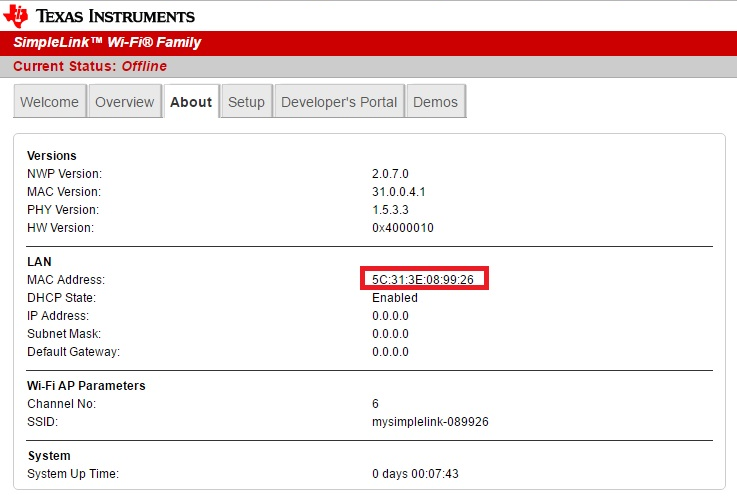 TEXAS INSTRUMENTS
SimpleLink™ Wi-Fi® Family
Current Status: Offline
Welcome Overview About Setup Developer's Portal Demos
Versions
NWP Version: 2.0.7.0
MAC Version: 31.0.0.4.1
PHY Version: 1.5.3.3
HW Version: 0x4000010
LAN
MAC Address: 5C:31:3E:08:99:26
DHCP State: Enabled
IP Address: 0.0.0.0
Subnet Mask: 0.0.0.0
Default Gateway: 0.0.0.0
Wi-Fi AP Parameters
Channel No: 6
SSID: mysimplelink-089926
System
System Up Time: 0 days 00:07:43